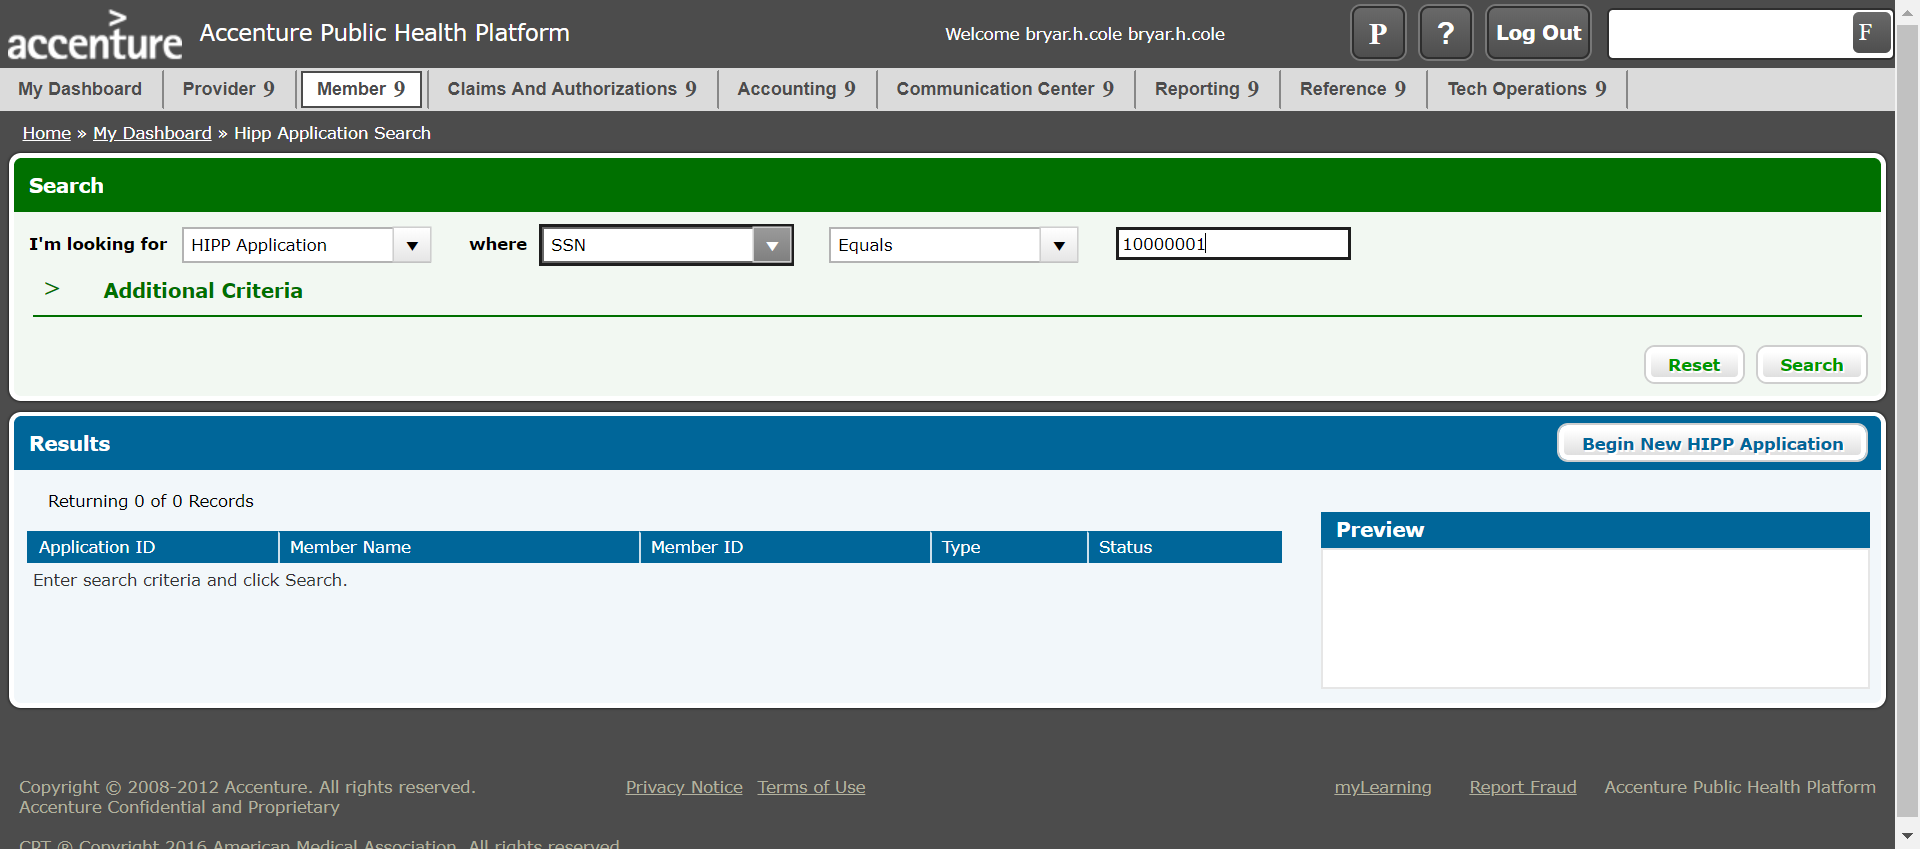 accenture Accenture Public Health Platform Welcome bryar.h.cole bryar.h.cole P ? Log Out F
My Dashboard Provider 9 Member 9 Claims And Authorizations 9 Accounting 9 Communication Center 9 Reporting 9 Reference 9 Tech Operations 9
Home » My Dashboard » Hipp Application Search
Search
I'm looking for HIPP Application ▼ where SSN ▼ Equals ▼ 10000001
> Additional Criteria
Reset Search
Results Begin New HIPP Application
Returning 0 of 0 Records
Preview
Application ID Member Name Member ID Type Status
Enter search criteria and click Search.
Copyright © 2008-2012 Accenture. All rights reserved. Privacy Notice Terms of Use myLearning Report Fraud Accenture Public Health Platform
Accenture Confidential and Proprietary
CPT ® Copyright 2016 American Medical Association. All rights reserved.